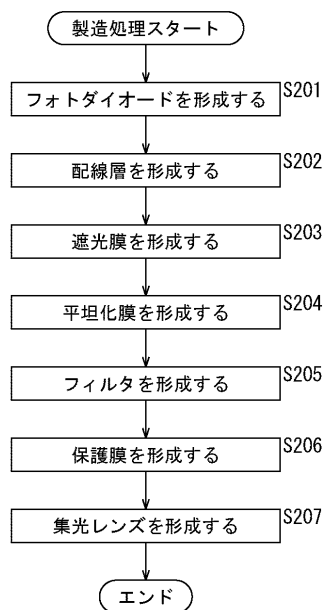 製造処理スタート
フォトダイオードを形成する
S201
配線層を形成する
S202
遮光膜を形成する
S203
平坦化膜を形成する
S204
フィルタを形成する
S205
保護膜を形成する
S206
集光レンズを形成する
S207
エンド